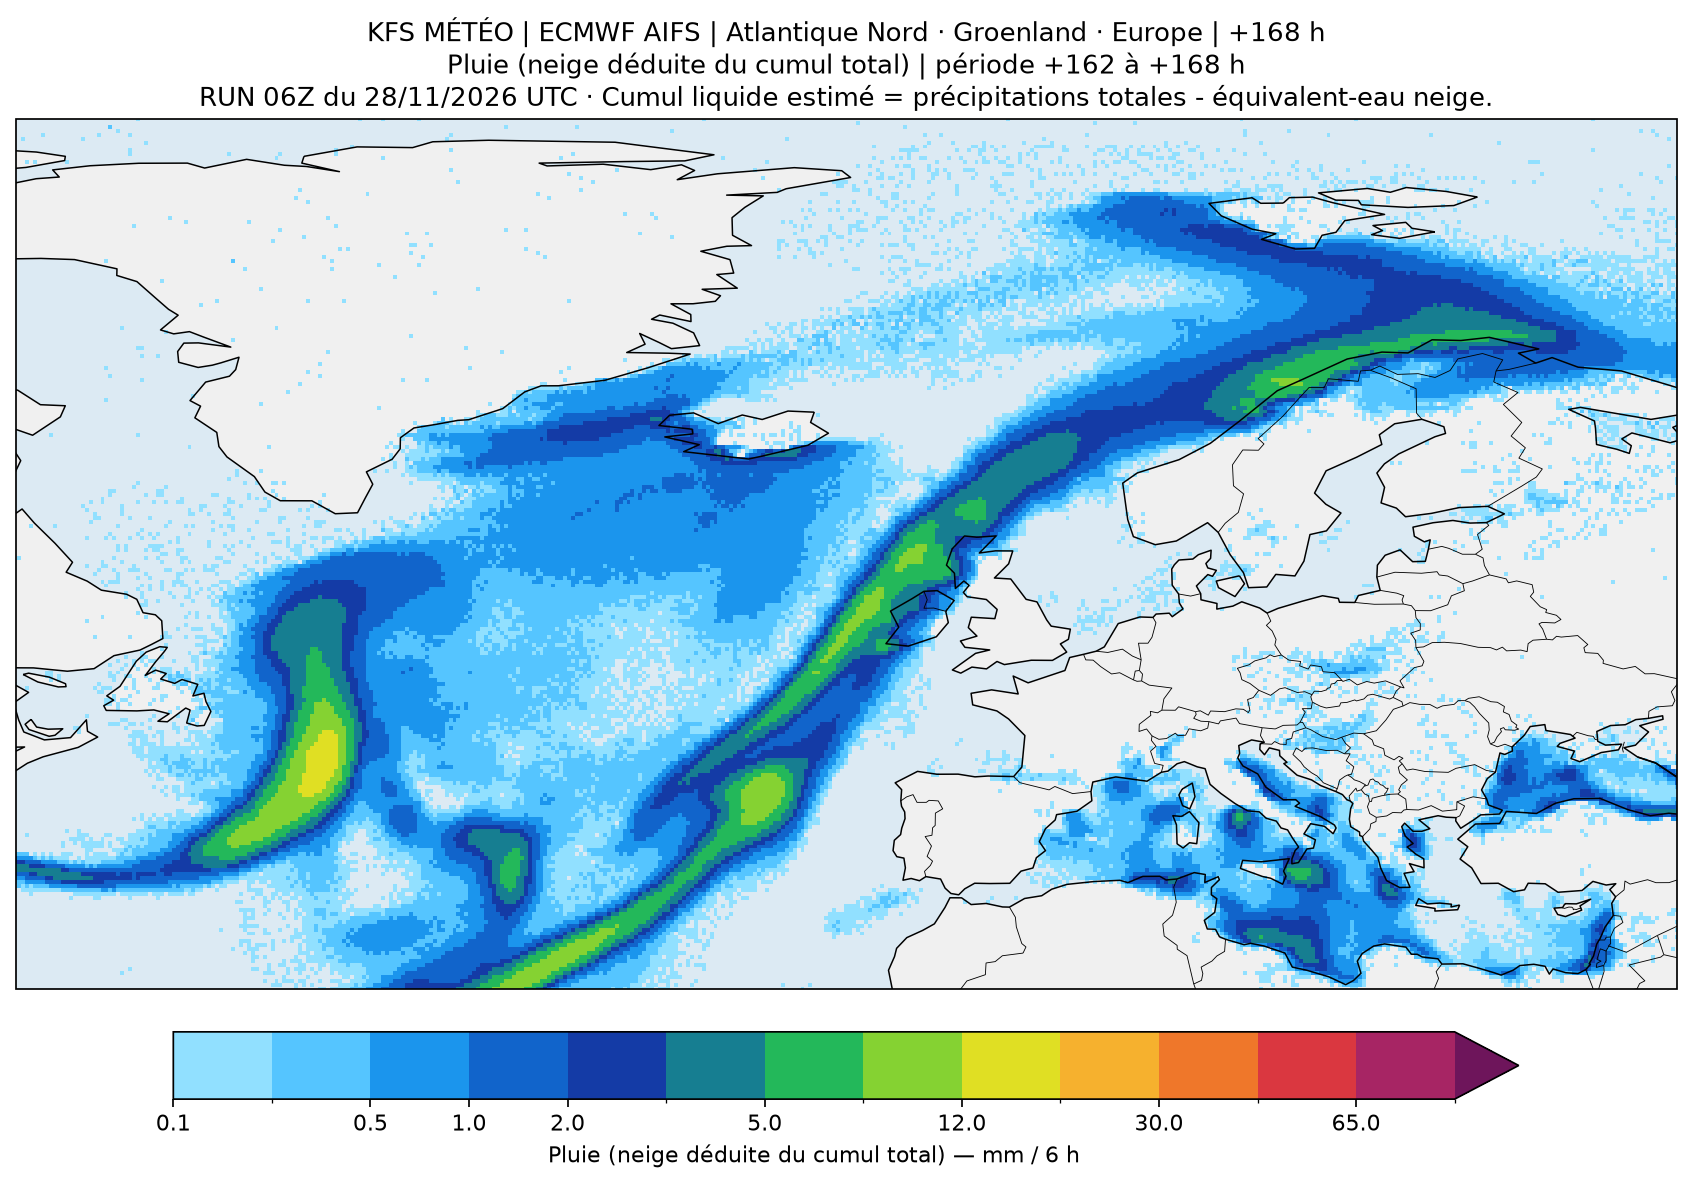 KFS MÉTÉO | ECMWF AIFS | Atlantique Nord · Groenland · Europe | +168 h
Pluie (neige déduite du cumul total) | période +162 à +168 h
RUN 06Z du 28/11/2026 UTC · Cumul liquide estimé = précipitations totales - équivalent-eau neige.
0.1 0.5 1.0 2.0 5.0 12.0 30.0 65.0
Pluie (neige déduite du cumul total) — mm / 6 h